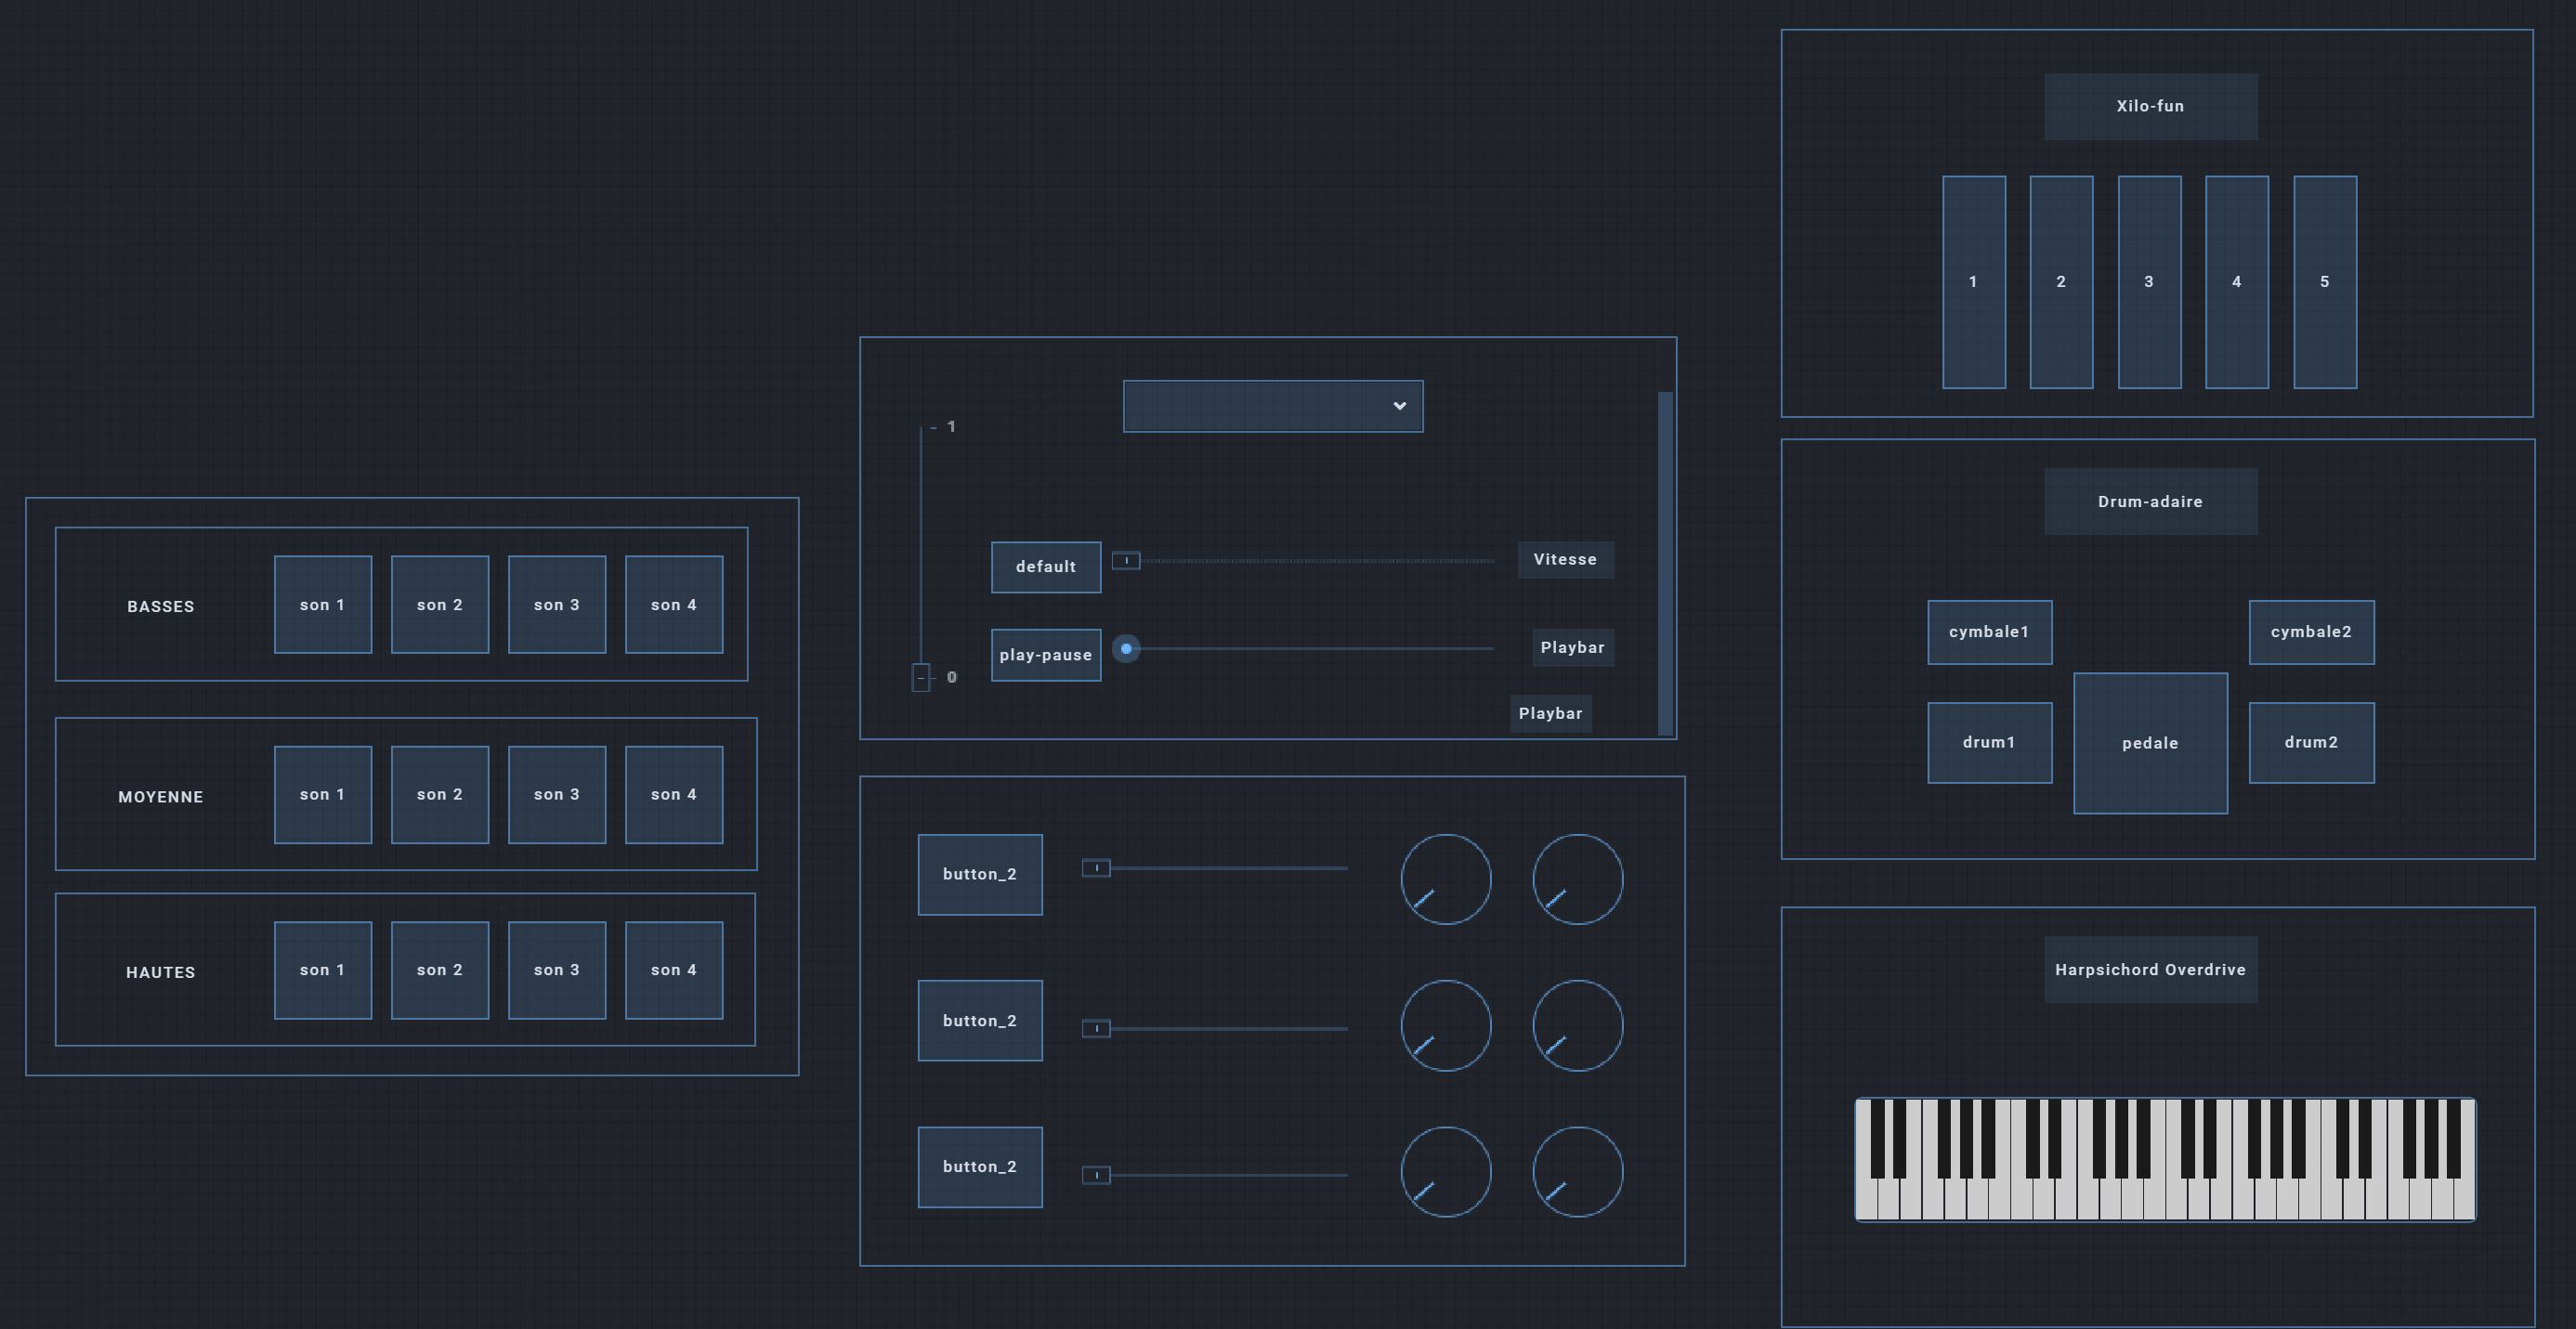 BASSES
son 1
son 2
son 3
son 4
MOYENNE
son 1
son 2
son 3
son 4
HAUTES
son 1
son 2
son 3
son 4
1
0
default
Vitesse
play-pause
Playbar
Playbar
button_2
button_2
button_2
Xilo-fun
1
2
3
4
5
Drum-adaire
cymbale1
cymbale2
drum1
pedale
drum2
Harpsichord Overdrive